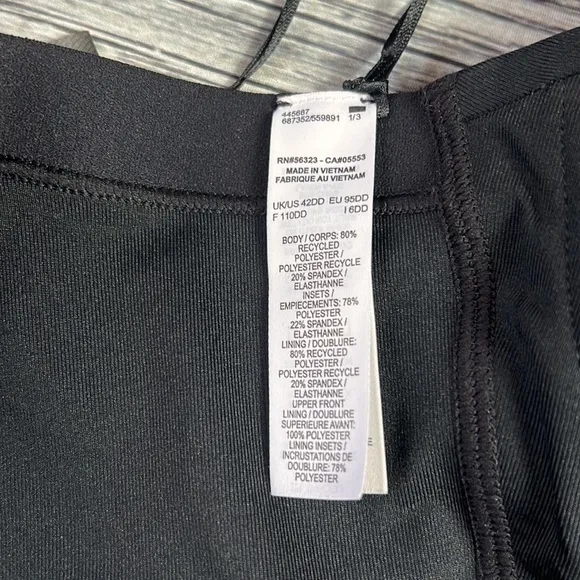 445687
687352/559891 1/3
RN#56323 - CA#05553
MADE IN VIETNAM
FABRIQUE AU VIETNAM
UK/US 42DD EU 95DD
F 110DD I 6DD
BODY / CORPS: 80%
RECYCLED
POLYESTER /
POLYESTER RECYCLE
20% SPANDEX /
ELASTHANNE
INSETS /
EMPIECEMENTS: 78%
POLYESTER
22% SPANDEX /
ELASTHANNE
LINING / DOUBLURE:
80% RECYCLED
POLYESTER /
POLYESTER RECYCLE
20% SPANDEX /
ELASTHANNE
UPPER FRONT
LINING / DOUBLURE
SUPERIEURE AVANT:
100% POLYESTER
LINING INSETS /
INCRUSTATIONS DE
DOUBLURE: 78%
POLYESTER
E